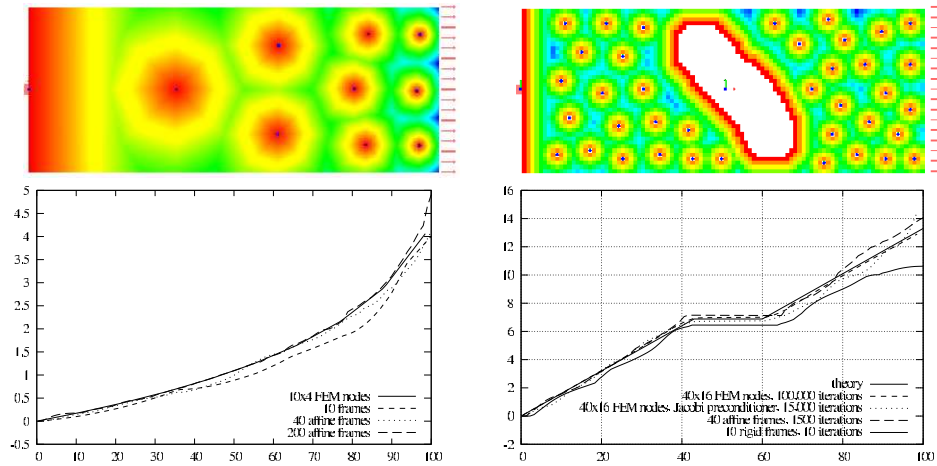 5
4.5
4
3.5
3
2.5
2
1.5
1
0.5
0
-0.5
0 10 20 30 40 50 60 70 80 90 100
10x4 FEM nodes
10 frames
40 affine frames
200 affine frames
16
14
12
10
8
6
4
2
0
-2
0 20 40 60 80 100
theory
40x16 FEM nodes- 100.000 iterations
40x16 FEM nodes- Jacobi preconditioner- 15.000 iterations
40 affine frames- 1500 iterations
10 rigid frames- 10 iterations